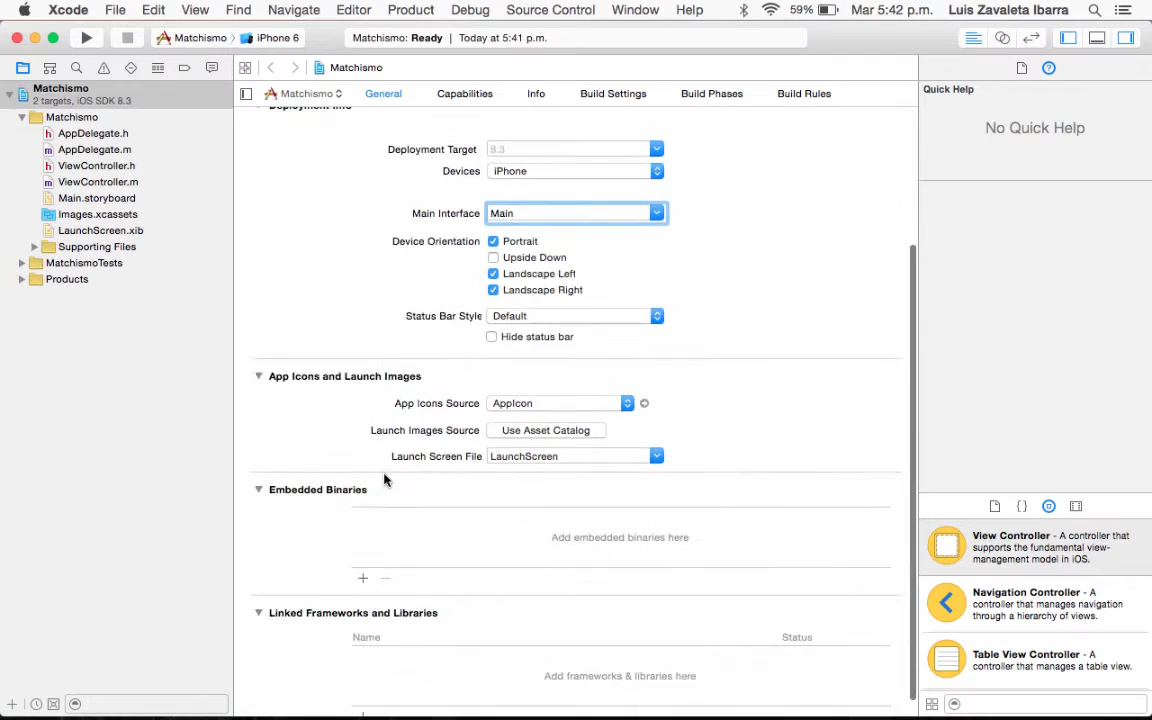 Xcode File Edit View Find Navigate Editor Product Debug Source Control Window Help 59% Mar 5:42 p.m. Luis Zavaleta Ibarra
Matchismo iPhone 6 Matchismo: Ready | Today at 5:41 p.m.
Matchismo
Matchismo
2 targets, iOS SDK 8.3
Matchismo
AppDelegate.h
AppDelegate.m
ViewController.h
ViewController.m
Main.storyboard
Images.xcassets
LaunchScreen.xib
Supporting Files
MatchismoTests
Products
Matchismo General Capabilities Info Build Settings Build Phases Build Rules
Deployment Info
Deployment Target 8.3
Devices iPhone
Main Interface Main
Device Orientation Portrait
Upside Down
Landscape Left
Landscape Right
Status Bar Style Default
Hide status bar
App Icons and Launch Images
App Icons Source AppIcon
Launch Images Source Use Asset Catalog
Launch Screen File LaunchScreen
Embedded Binaries
Add embedded binaries here
Linked Frameworks and Libraries
Name Status
Add frameworks & libraries here
Quick Help
No Quick Help
View Controller - A controller that
supports the fundamental view-
management model in iOS.
Navigation Controller - A
controller that manages navigation
through a hierarchy of views.
Table View Controller - A
controller that manages a table view.